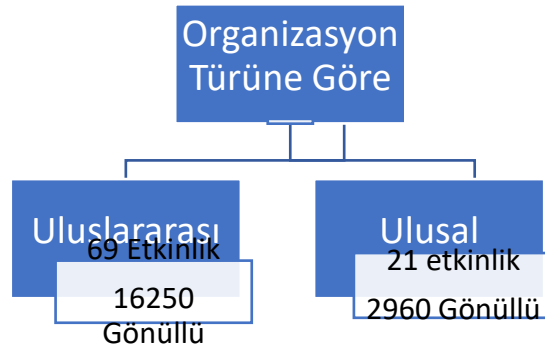 Organizasyon
Türüne Göre
Uluslararası
69 Etkinlik
16250
Gönüllü
Ulusal
21 etkinlik
2960 Gönüllü